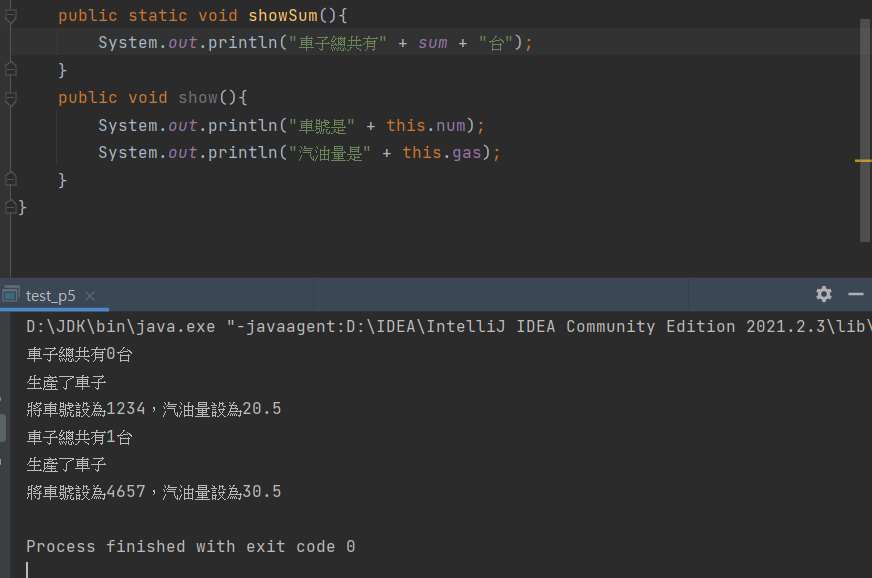 public static void showSum(){
System.out.println("車子總共有" + sum + "台");
}
public void show(){
System.out.println("車號是" + this.num);
System.out.println("汽油量是" + this.gas);
}
}
test_p5
D:\JDK\bin\java.exe "-javaagent:D:\IDEA\IntelliJ IDEA Community Edition 2021.2.3\lib\
車子總共有0台
生產了車子
將車號設為1234，汽油量設為20.5
車子總共有1台
生產了車子
將車號設為4657，汽油量設為30.5
Process finished with exit code 0